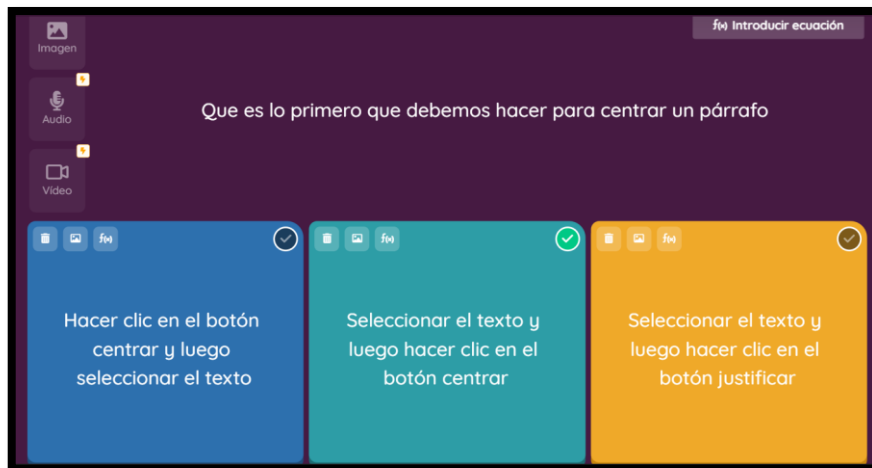 Imagen
f(x) Introducir ecuación
Audio
Que es lo primero que debemos hacer para centrar un párrafo
Vídeo
f(x)
f(x)
f(x)
Hacer clic en el botón
centrar y luego
seleccionar el texto
Seleccionar el texto y
luego hacer clic en el
botón centrar
Seleccionar el texto y
luego hacer clic en el
botón justificar